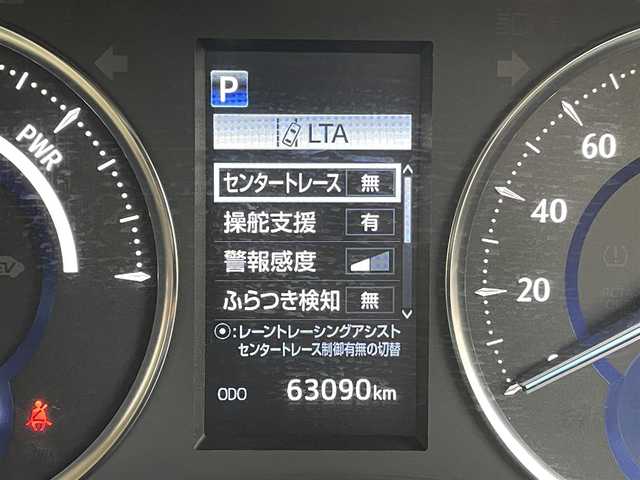 P
LTA
センタートレース 無
操舵支援 有
警報感度
ふらつき検知 無
⦿:レーントレーシングアシスト
センタートレース制御有無の切替
ODO 63090km
PWR
EV
60
40
20